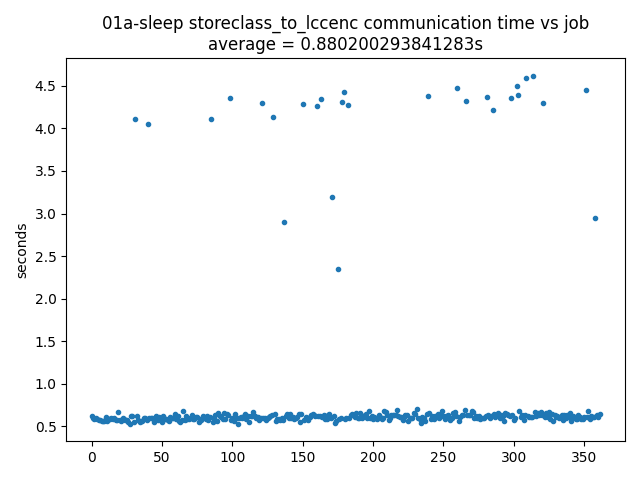 01a-sleep storeclass_to_lccenc communication time vs job
average = 0.880200293841283s
4.5
4.0
3.5
3.0
2.5
2.0
1.5
1.0
0.5
seconds
0 50 100 150 200 250 300 350